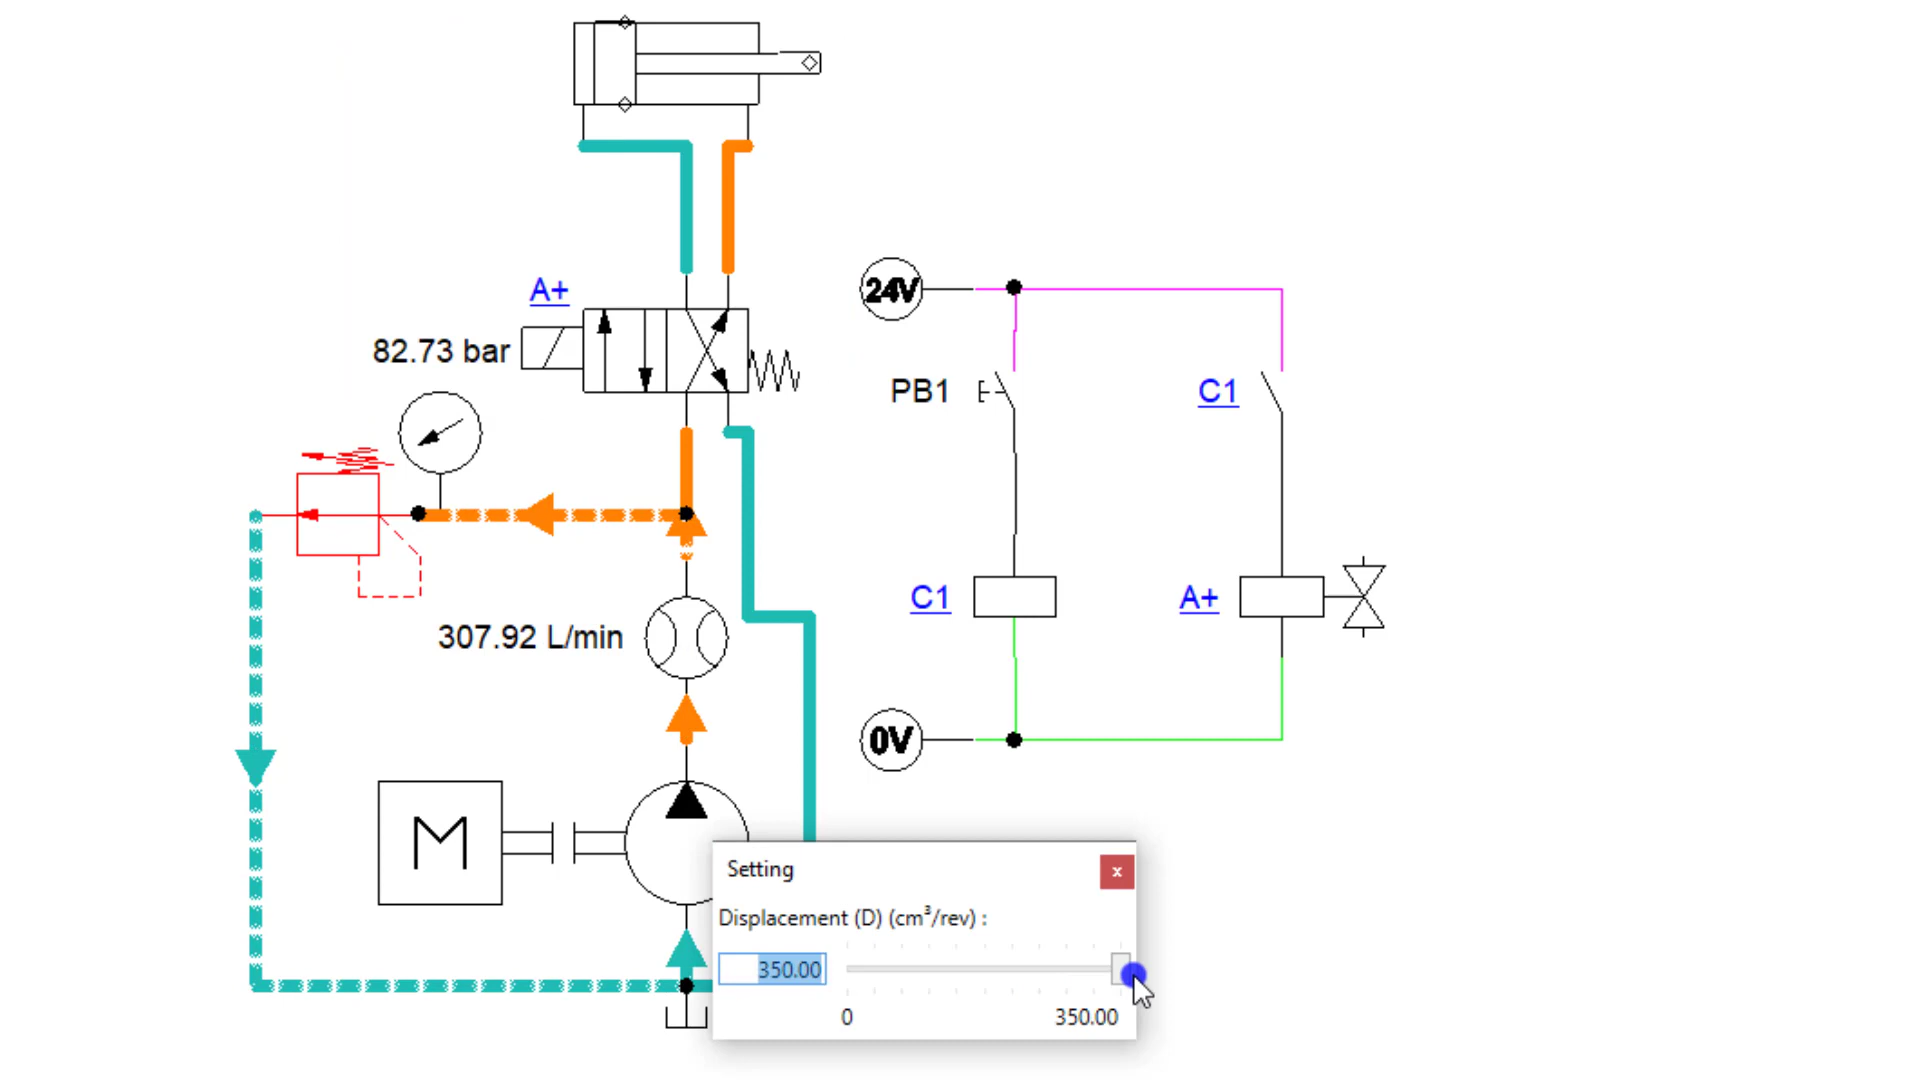 A+
24V
82.73 bar
PB1
C1
C1
A+
307.92 L/min
0V
M
Setting
x
Displacement (D) (cm³/rev) :
350.00
0
350.00